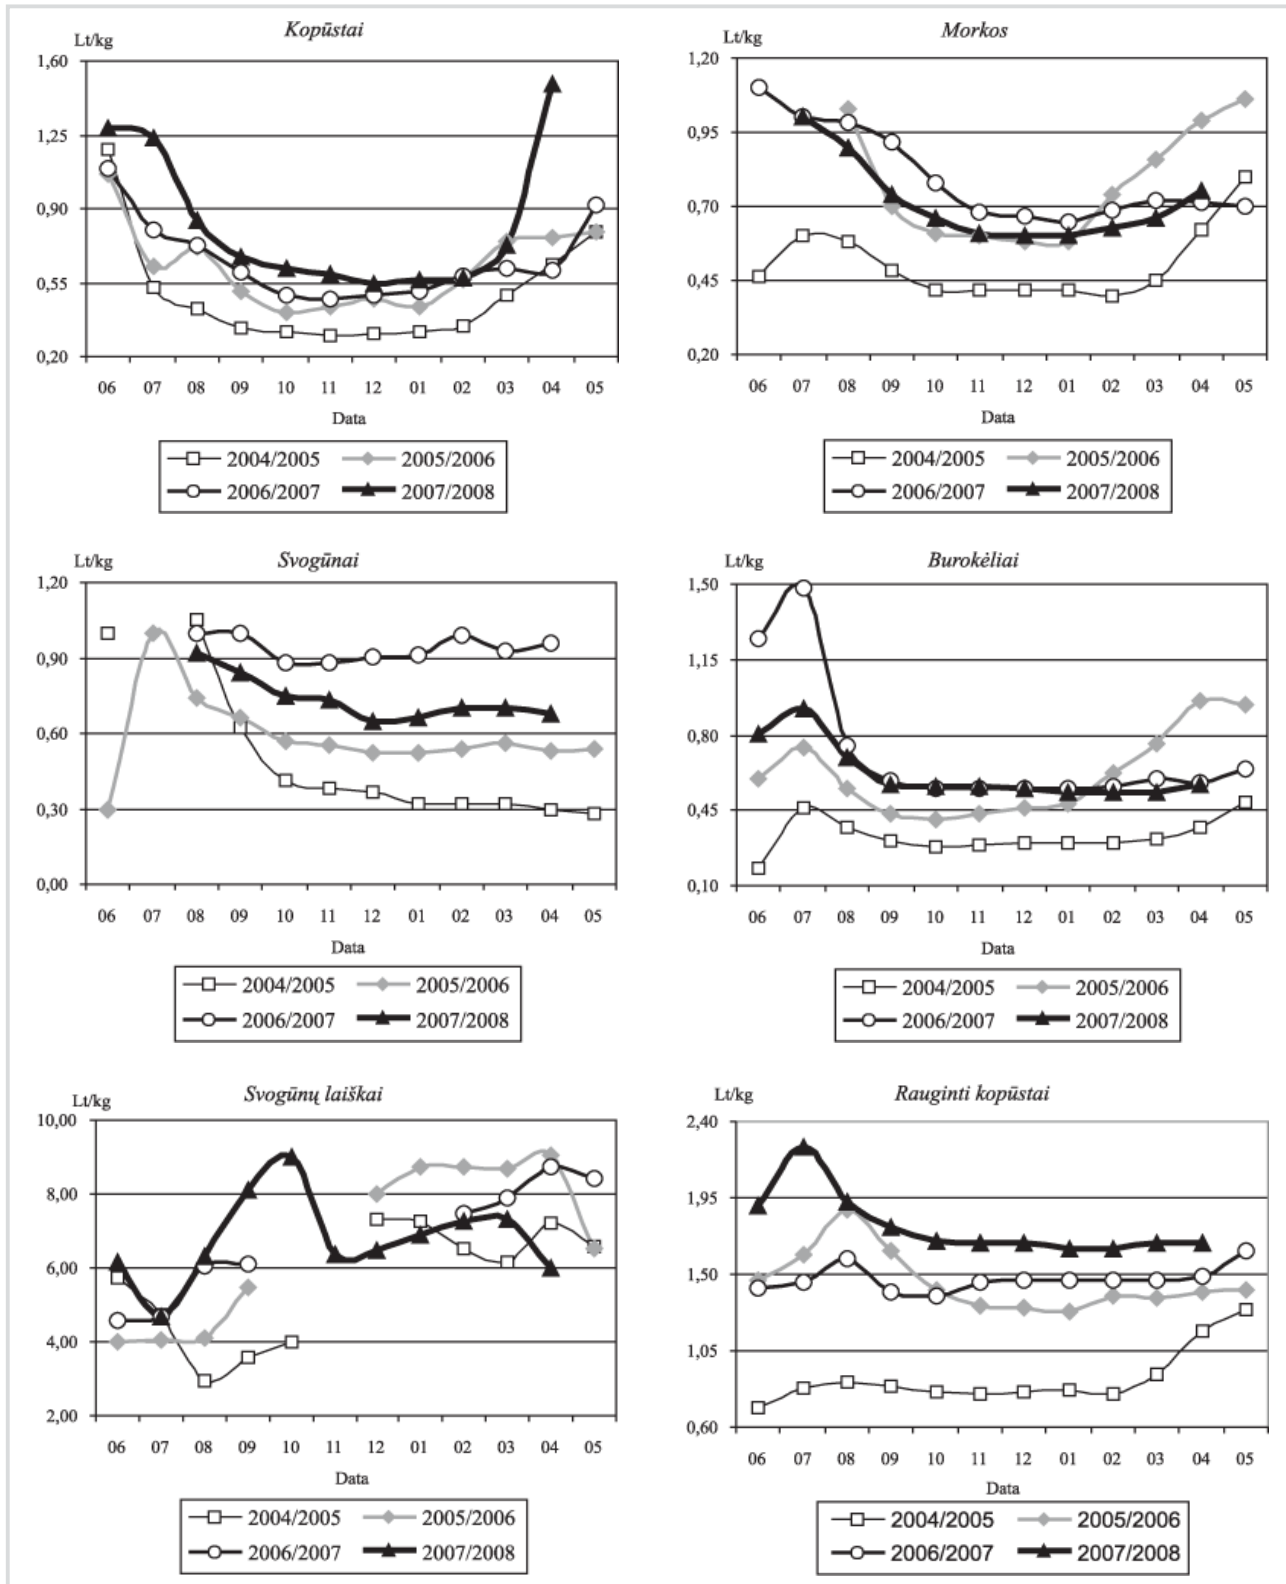 Kopūstai
Lt/kg
1,60
1,25
0,90
0,55
0,20
06 07 08 09 10 11 12 01 02 03 04 05
Data
2004/2005 2005/2006
2006/2007 2007/2008
Morkos
Lt/kg
1,20
0,95
0,70
0,45
0,20
06 07 08 09 10 11 12 01 02 03 04 05
Data
2004/2005 2005/2006
2006/2007 2007/2008
Svogūnai
Lt/kg
1,20
0,90
0,60
0,30
0,00
06 07 08 09 10 11 12 01 02 03 04 05
Data
2004/2005 2005/2006
2006/2007 2007/2008
Burokėliai
Lt/kg
1,50
1,15
0,80
0,45
0,10
06 07 08 09 10 11 12 01 02 03 04 05
Data
2004/2005 2005/2006
2006/2007 2007/2008
Svogūnų laiškai
Lt/kg
10,00
8,00
6,00
4,00
2,00
06 07 08 09 10 11 12 01 02 03 04 05
Data
2004/2005 2005/2006
2006/2007 2007/2008
Rauginti kopūstai
Lt/kg
2,40
1,95
1,50
1,05
0,60
06 07 08 09 10 11 12 01 02 03 04 05
Data
2004/2005 2005/2006
2006/2007 2007/2008